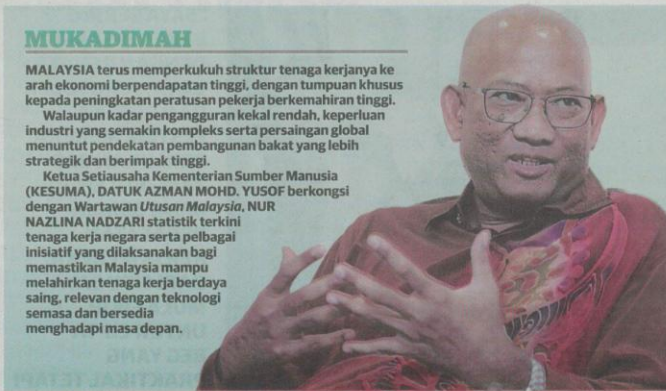 MUKADIMAH
MALAYSIA terus memperkukuh struktur tenaga kerjanya ke
arah ekonomi berpendapatan tinggi, dengan tumpuan khusus
kepada peningkatan peratusan pekerja berkemahiran tinggi.
Walaupun kadar pengangguran kekal rendah, keperluan
industri yang semakin kompleks serta persaingan global
menuntut pendekatan pembangunan bakat yang lebih
strategik dan berimpak tinggi.
Ketua Setiausaha Kementerian Sumber Manusia
(KESUMA), DATUK AZMAN MOHD. YUSOF berkongsi
dengan Wartawan Utusan Malaysia, NUR
NAZLINA NADZARI statistik terkini
tenaga kerja negara serta pelbagai
inisiatif yang dilaksanakan bagi
memastikan Malaysia mampu
melahirkan tenaga kerja berdaya
saing, relevan dengan teknologi
semasa dan bersedia
menghadapi masa depan.